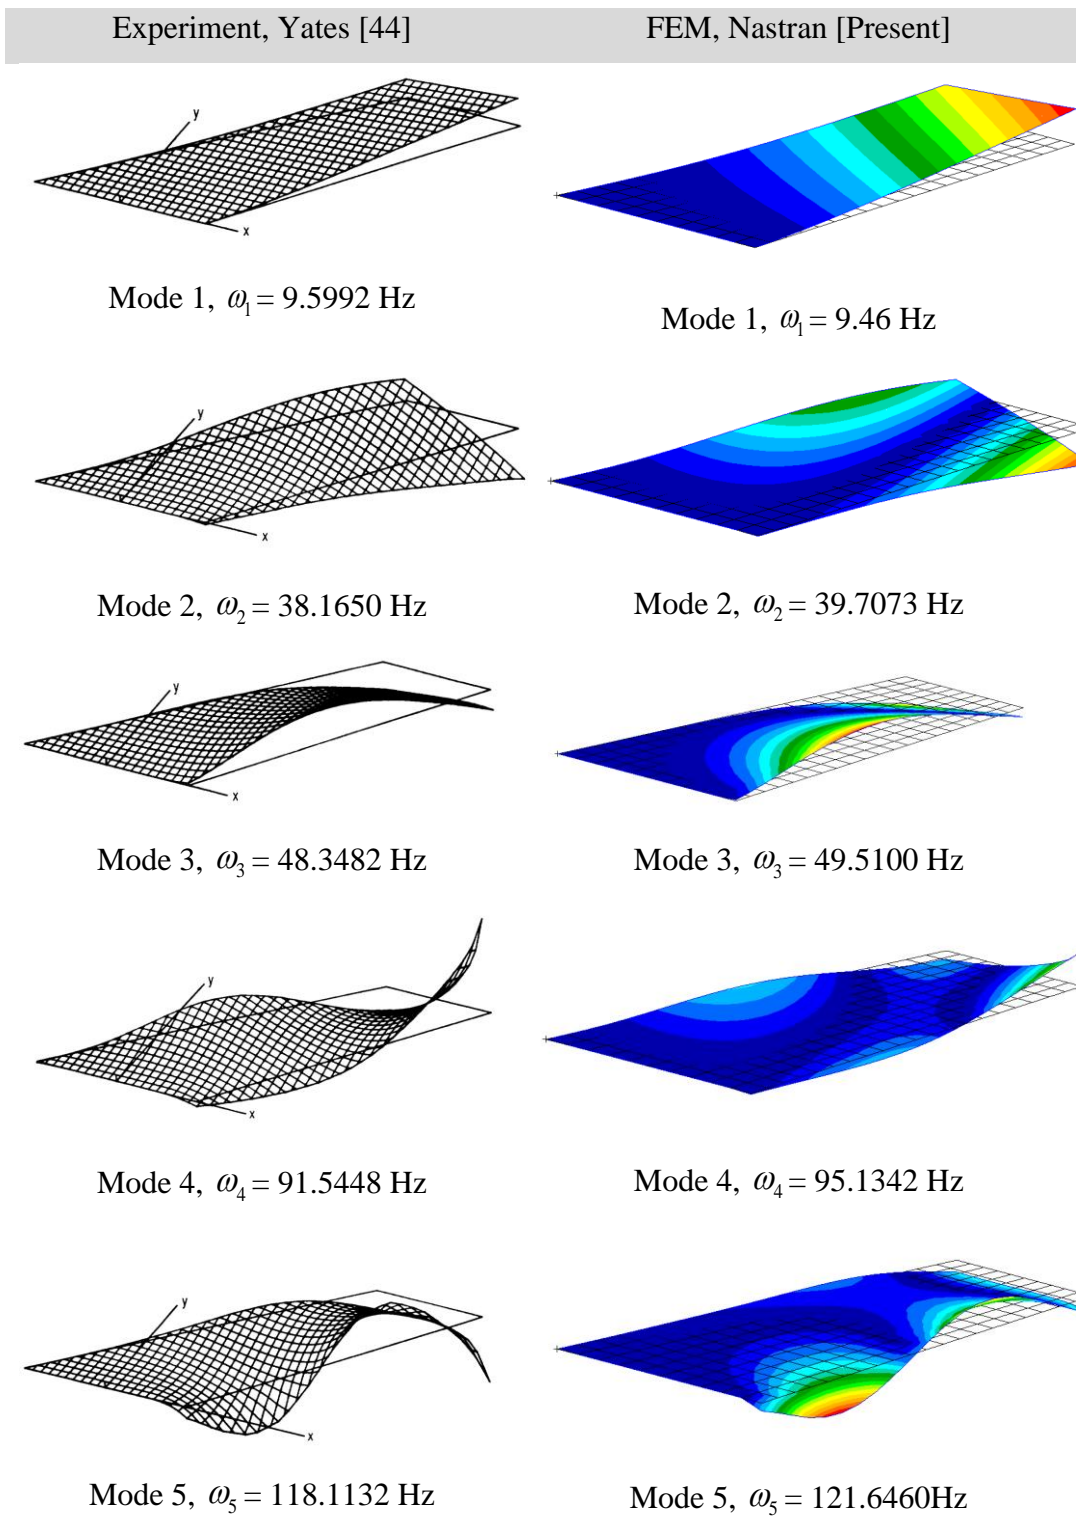 Experiment, Yates [44] FEM, Nastran [Present]
y
x
Mode 1, ω₁ = 9.5992 Hz
Mode 1, ω₁ = 9.46 Hz
y
x
Mode 2, ω₂ = 38.1650 Hz
Mode 2, ω₂ = 39.7073 Hz
y
x
Mode 3, ω₃ = 48.3482 Hz
Mode 3, ω₃ = 49.5100 Hz
y
x
Mode 4, ω₄ = 91.5448 Hz
Mode 4, ω₄ = 95.1342 Hz
y
x
Mode 5, ω₅ = 118.1132 Hz
Mode 5, ω₅ = 121.6460Hz